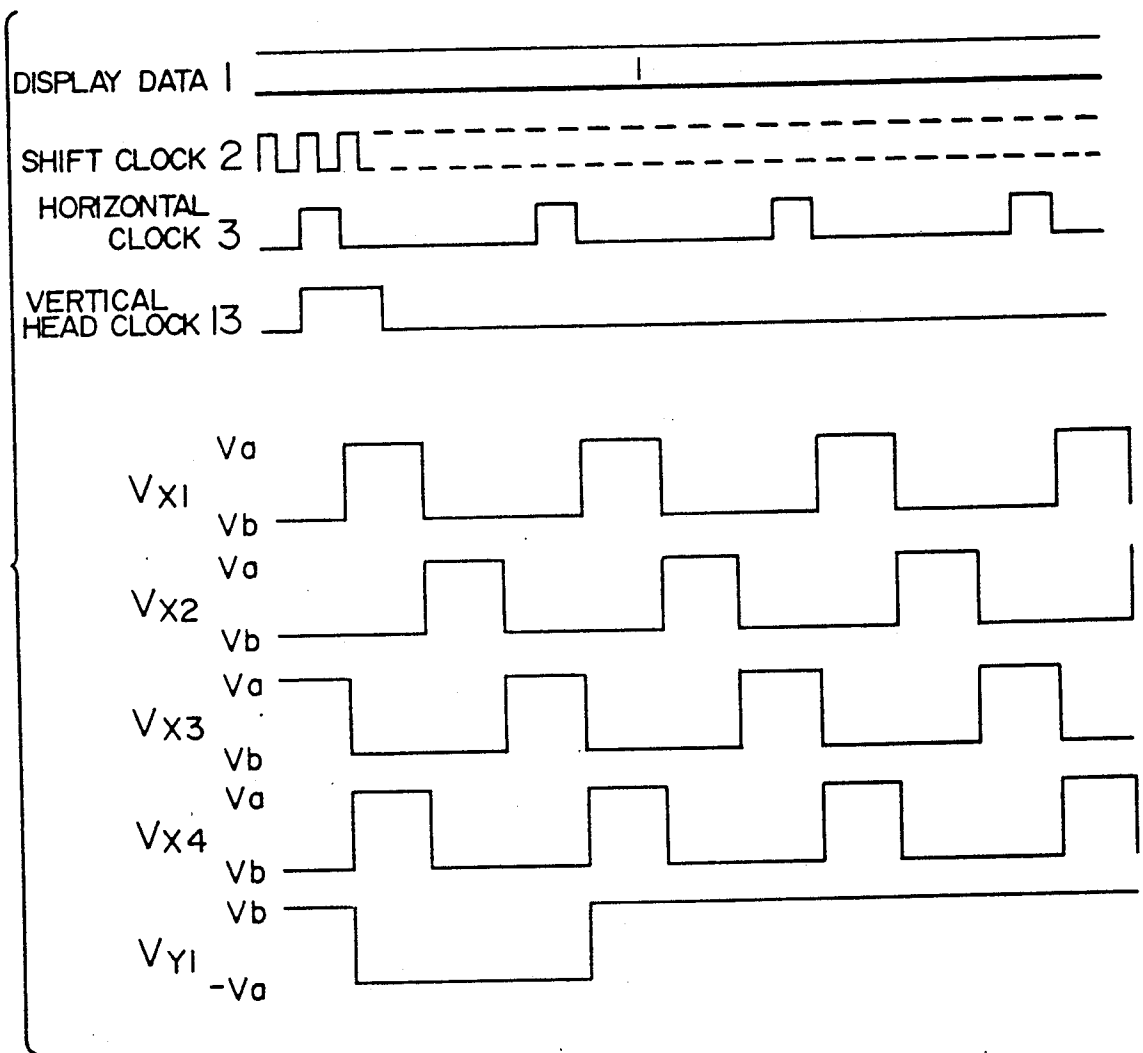 DISPLAY DATA 1
1
SHIFT CLOCK 2
HORIZONTAL
CLOCK 3
VERTICAL
HEAD CLOCK 13
Va
VX1
Vb
Va
VX2
Vb
Va
VX3
Vb
Va
VX4
Vb
Vb
VY1
-Va